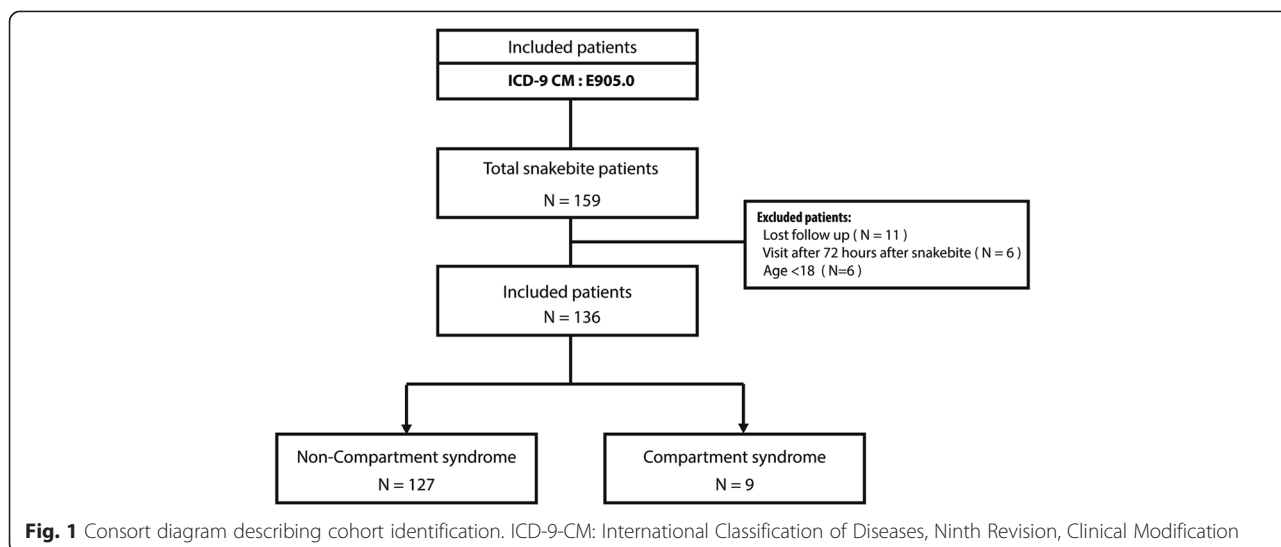 Included patients
ICD-9 CM : E905.0
Total snakebite patients
N = 159
Excluded patients:
Lost follow up ( N = 11 )
Visit after 72 hours after snakebite ( N = 6 )
Age <18 ( N=6 )
Included patients
N = 136
Non-Compartment syndrome
N = 127
Compartment syndrome
N = 9
Fig. 1 Consort diagram describing cohort identification. ICD-9-CM: International Classification of Diseases, Ninth Revision, Clinical Modification